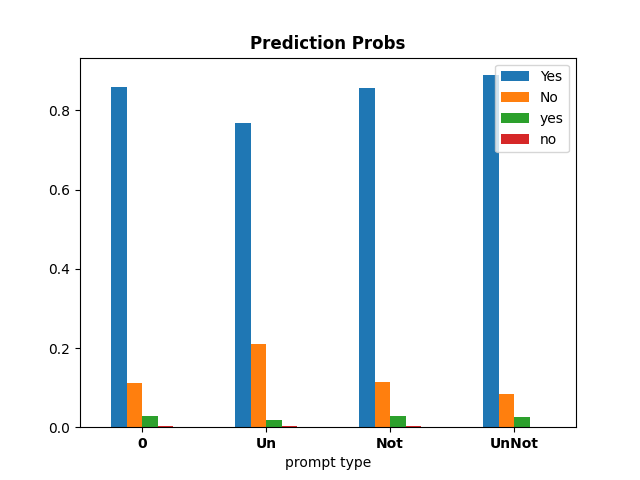 Prediction Probs
Yes
No
yes
no
0.8
0.6
0.4
0.2
0.0
0 Un Not UnNot
prompt type